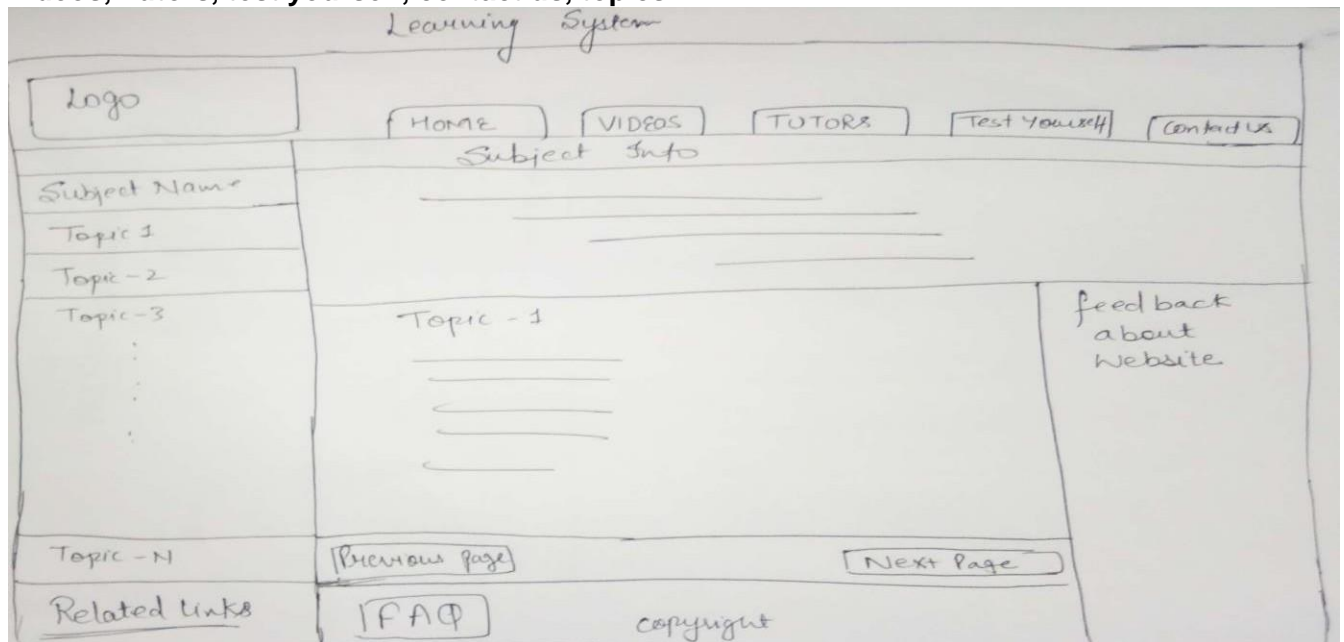 Learning System
Logo
HOME VIDEOS TUTORS Test Yourself Contact us
Subject Info
Subject Name
Topic 1
Topic - 2
Topic - 3
Topic - 1
feedback
about
Website
Topic - N
Previous page
Next Page
Related Links
FAQ
copyright